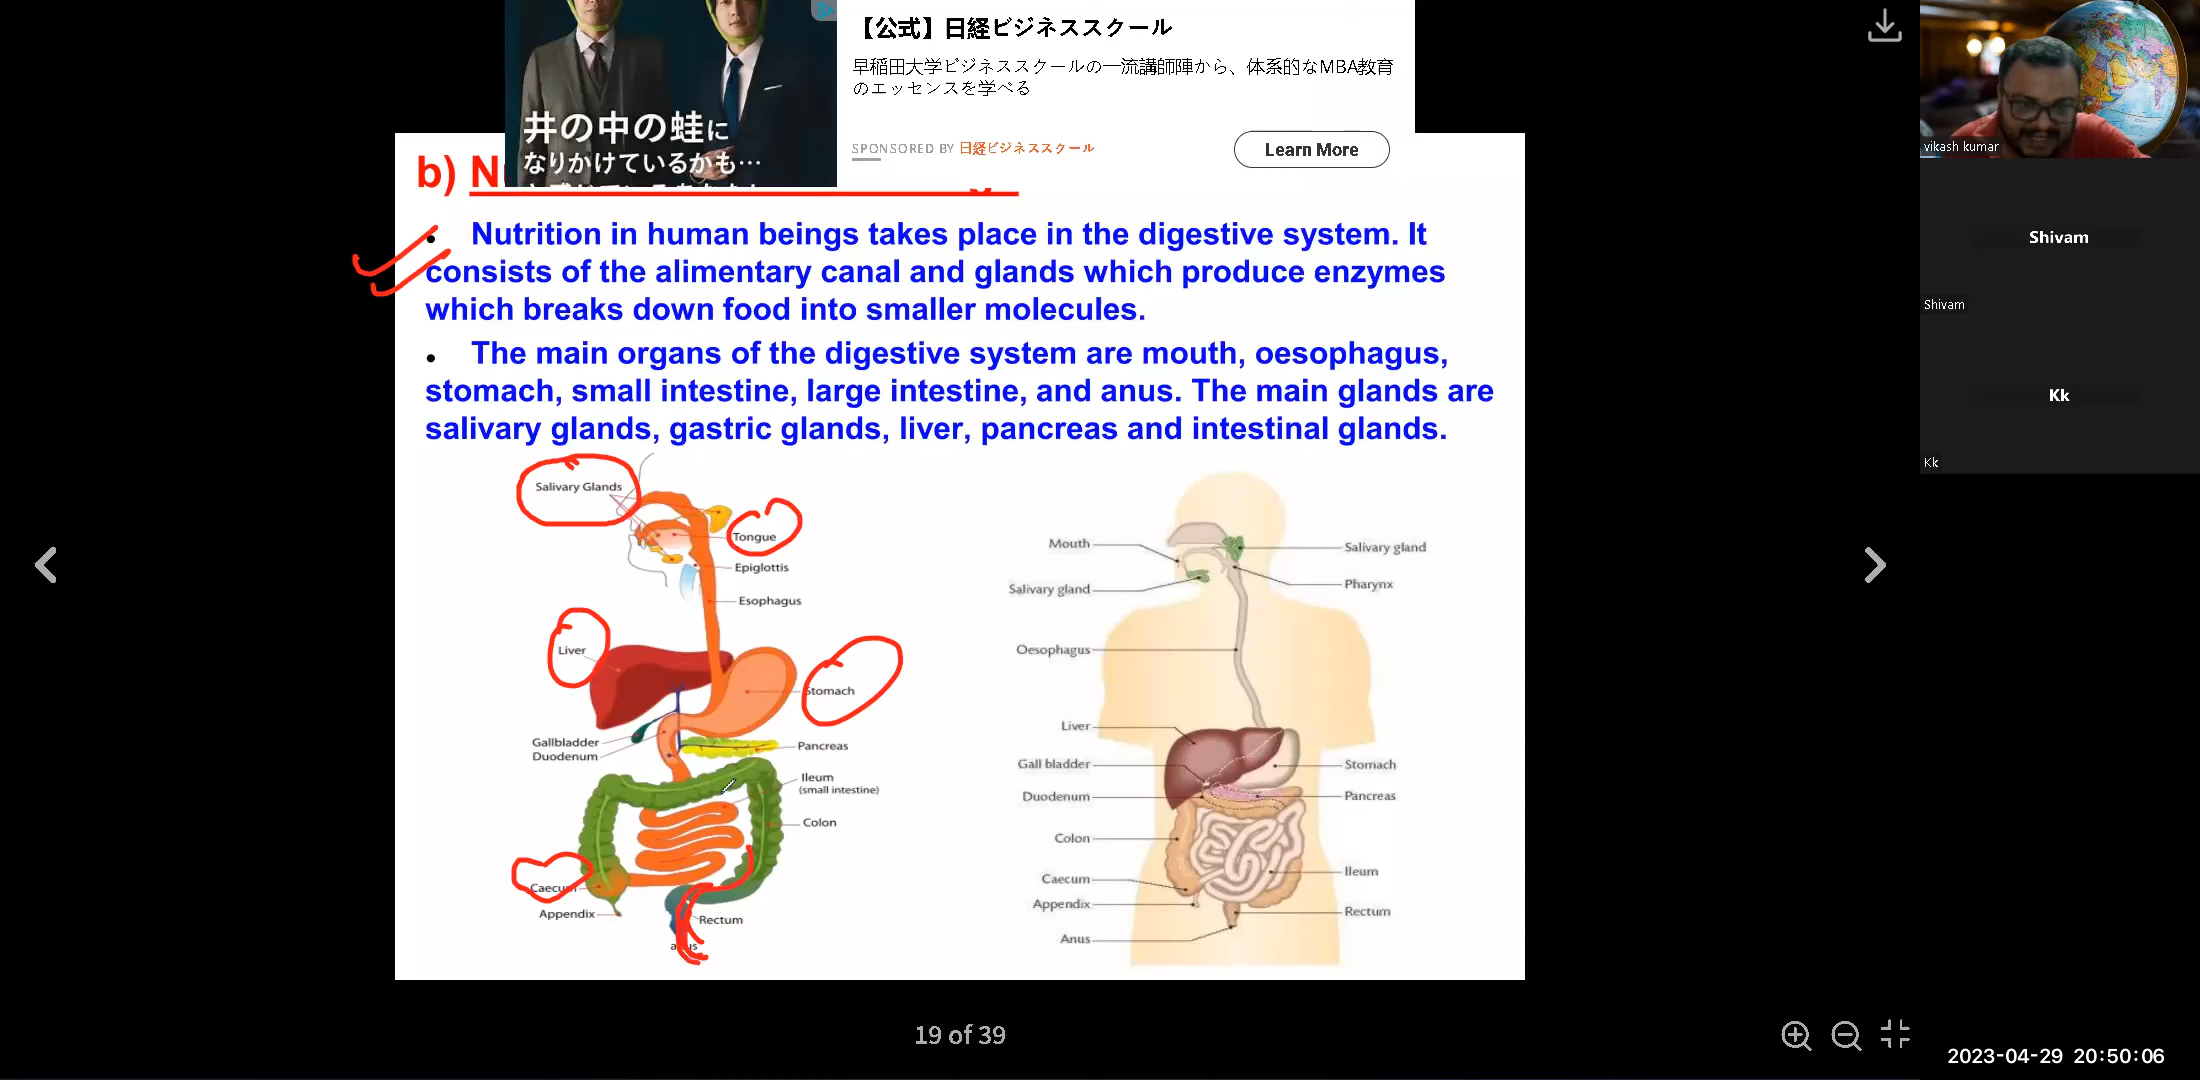 【公式】日経ビジネススクール
早稲田大学ビジネススクールの一流講師陣から、体系的なMBA教育
のエッセンスを学べる
SPONSORED BY 日経ビジネススクール
Learn More
井の中の蛙に
なりかけているかも…
vikash kumar
Shivam
Shivam
Kk
Kk
b)
• Nutrition in human beings takes place in the digestive system. It
consists of the alimentary canal and glands which produce enzymes
which breaks down food into smaller molecules.
• The main organs of the digestive system are mouth, oesophagus,
stomach, small intestine, large intestine, and anus. The main glands are
salivary glands, gastric glands, liver, pancreas and intestinal glands.
Salivary Glands
Tongue
Epiglottis
Esophagus
Liver
Stomach
Gallbladder
Duodenum
Pancreas
Ileum
(small intestine)
Colon
Caecum
Appendix
Rectum
anus
Mouth
Salivary gland
Salivary gland
Pharynx
Oesophagus
Liver
Gall bladder
Stomach
Duodenum
Pancreas
Colon
Caecum
Ileum
Appendix
Rectum
Anus
19 of 39
2023-04-29 20:50:06